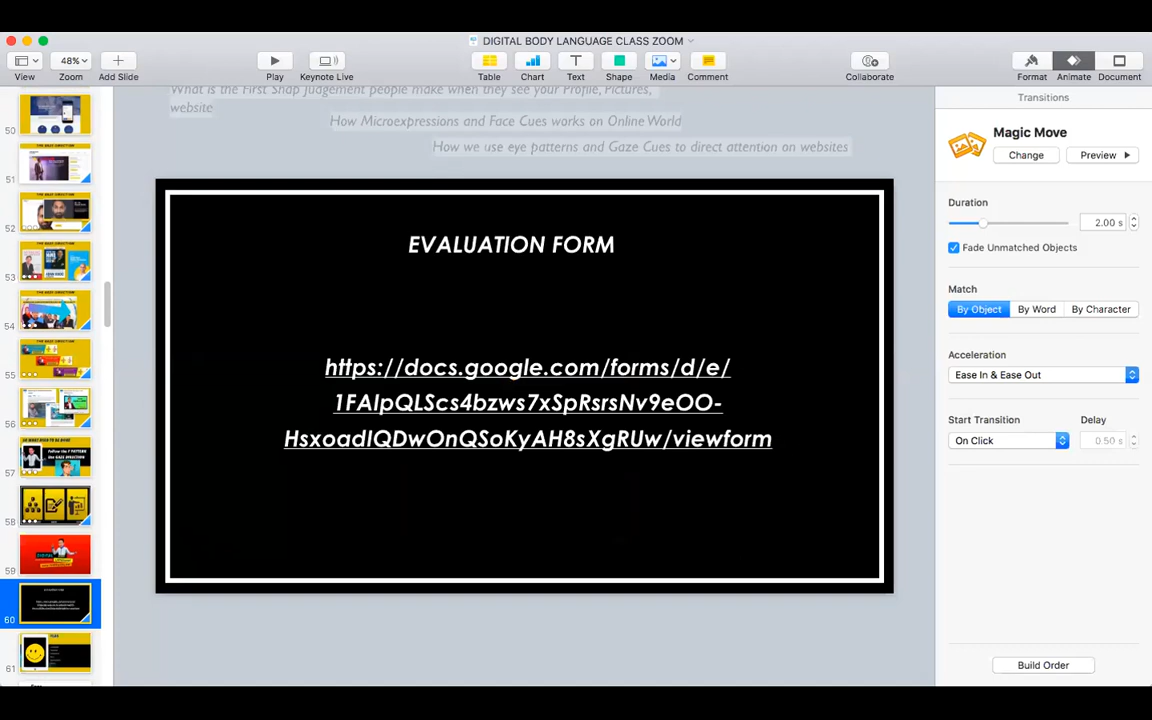 DIGITAL BODY LANGUAGE CLASS ZOOM
View
48%
Zoom
Add Slide
Play
Keynote Live
Table
Chart
Text
Shape
Media
Comment
Collaborate
Format
Animate
Document
What is the First Snap Judgement people make when they see your Profile, Pictures,
website
How Microexpressions and Face Cues works on Online World
How we use eye patterns and Gaze Cues to direct attention on websites
EVALUATION FORM
https://docs.google.com/forms/d/e/
1FAIpQLScs4bzws7xSpRsrsNv9eOO-
HsxoadIQDwOnQSoKyAH8sXgRUw/viewform
50
51
52
53
54
55
56
57
58
59
60
61
Transitions
Magic Move
Change
Preview
Duration
2.00 s
Fade Unmatched Objects
Match
By Object
By Word
By Character
Acceleration
Ease In & Ease Out
Start Transition
Delay
On Click
0.50 s
Build Order